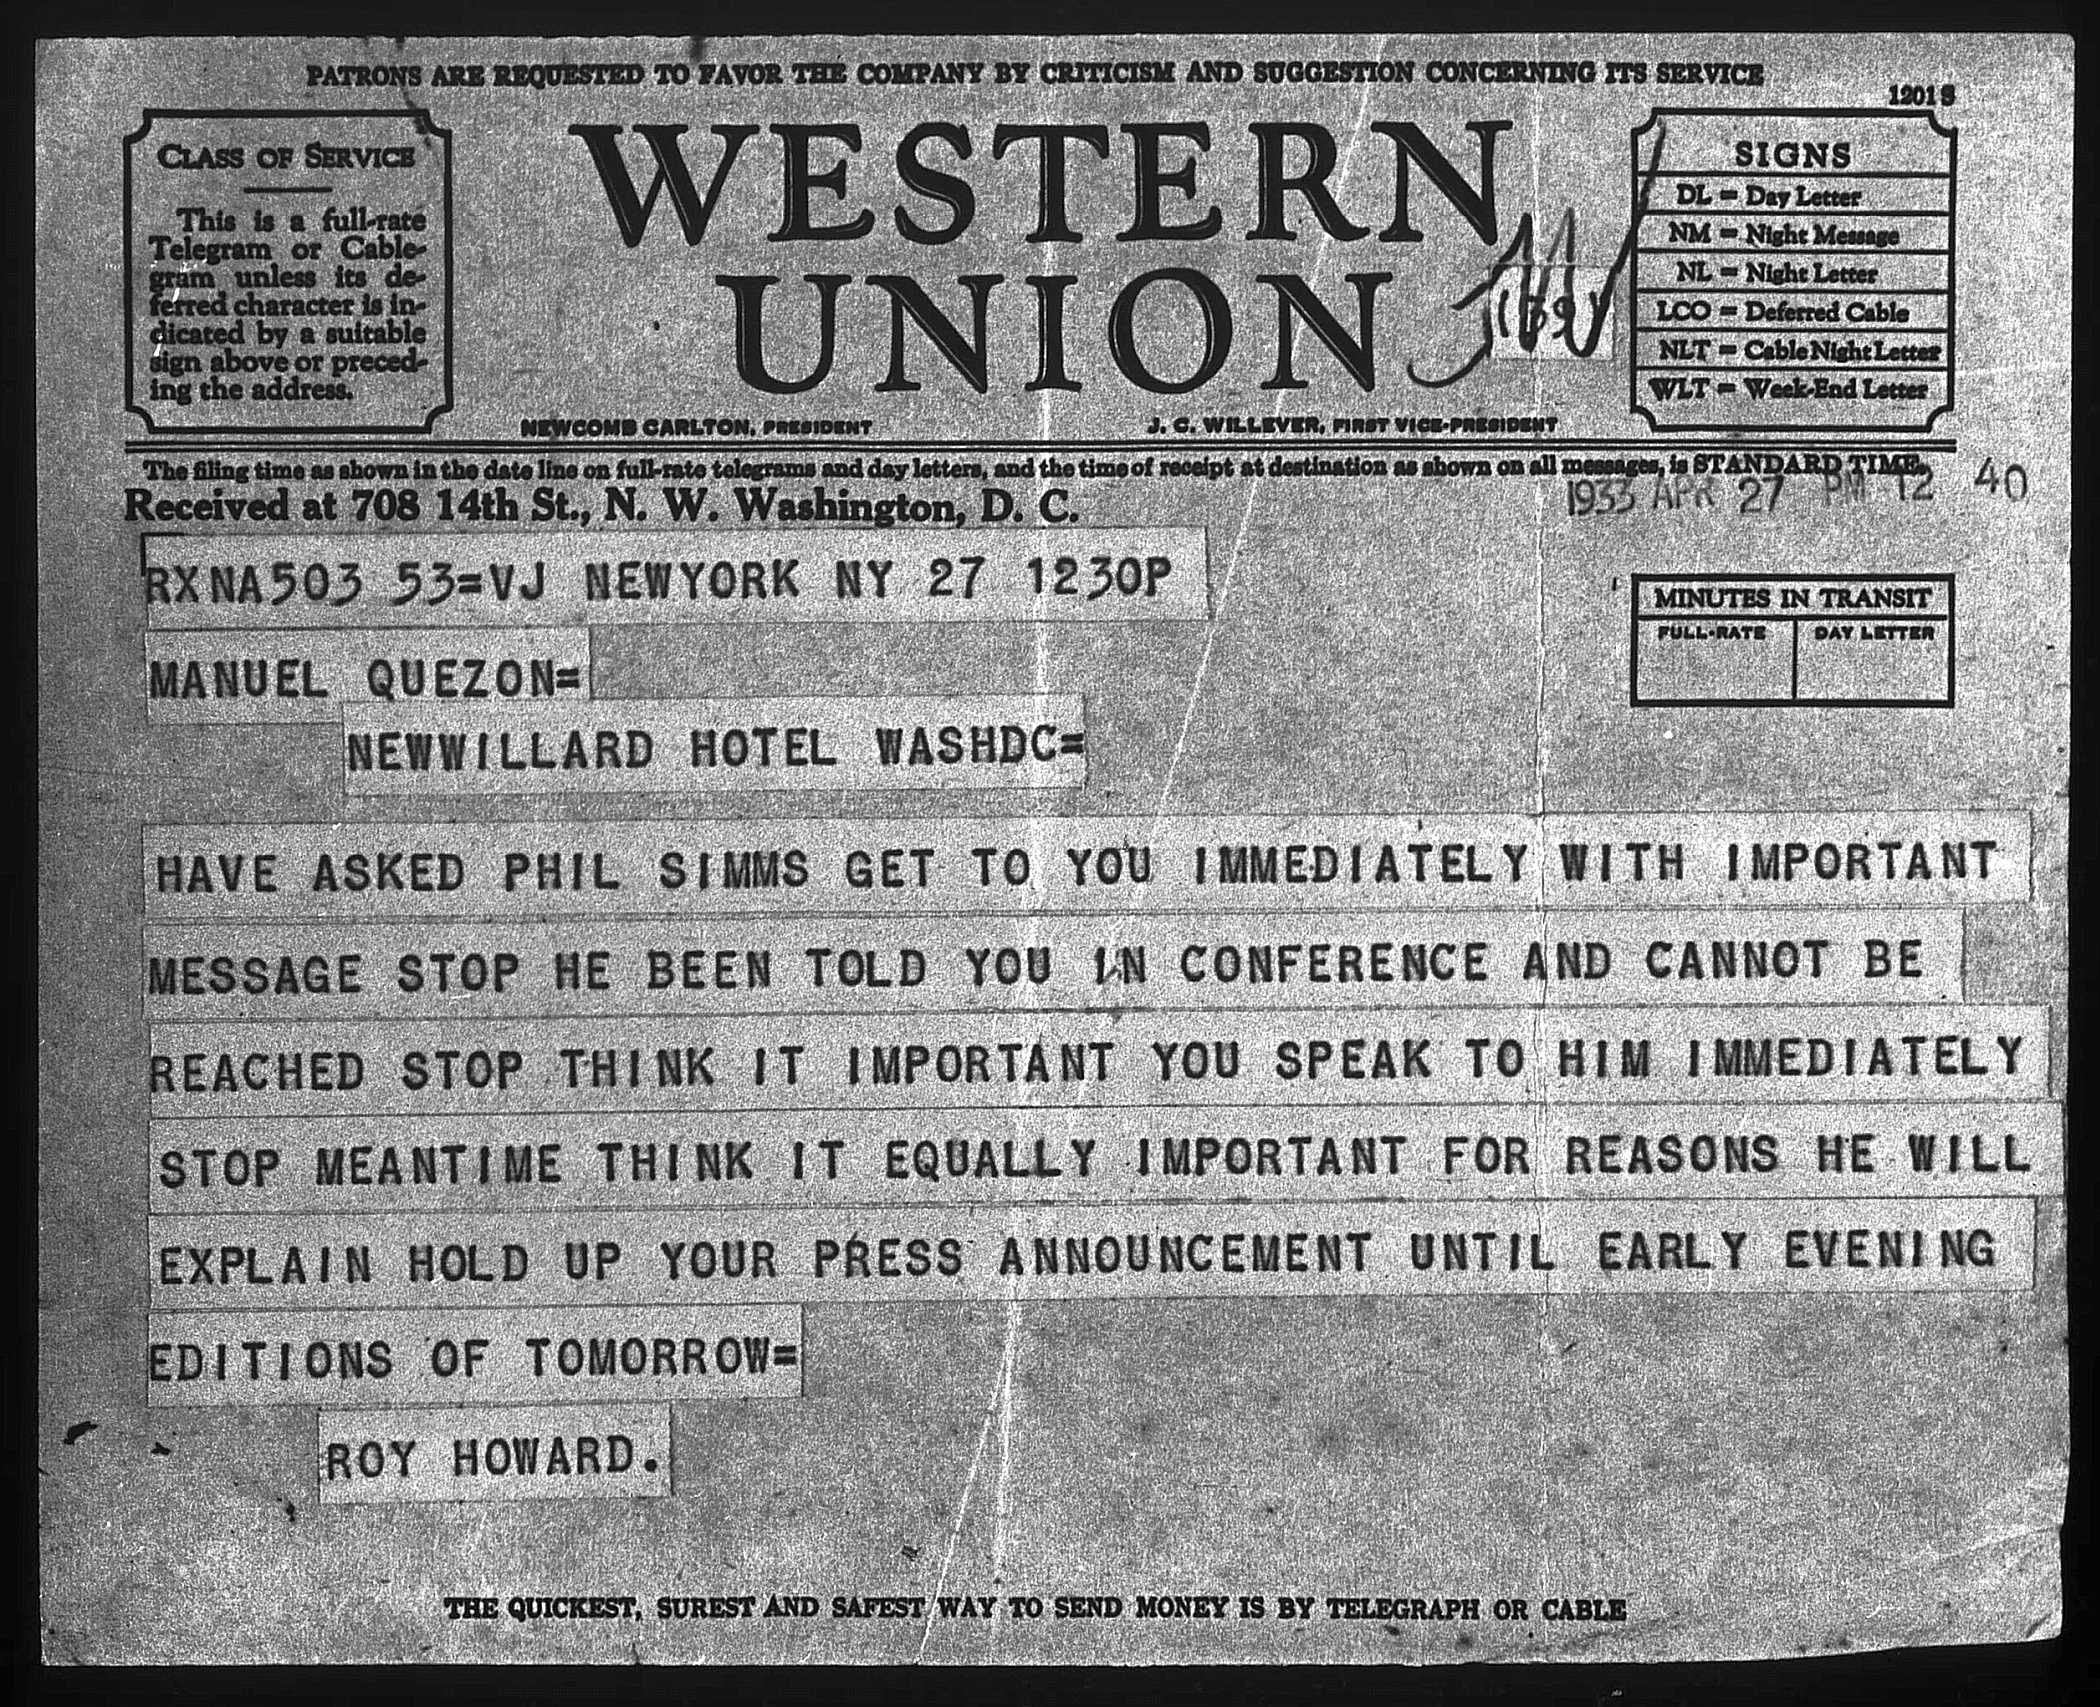 PATRONS ARE REQUESTED TO FAVOR THE COMPANY BY CRITICISM AND SUGGESTION CONCERNING ITS SERVICE
1201 S
CLASS OF SERVICE
This is a full-rate
Telegram or Cable-
gram unless its de-
ferred character is in-
dicated by a suitable
sign above or preced-
ing the address.
WESTERN
UNION
SIGNS
DL = Day Letter
NM = Night Message
NL = Night Letter
LCO = Deferred Cable
NLT = Cable Night Letter
WLT = Week-End Letter
NEWCOMB CARLTON, PRESIDENT
J. C. WILLEVER, FIRST VICE-PRESIDENT
The filing time as shown in the date line on full-rate telegrams and day letters, and the time of receipt at destination as shown on all messages, is STANDARD TIME.
Received at 708 14th St., N. W. Washington, D. C.
1933 APR 27 PM 12 40
RXNA503 53=VJ NEWYORK NY 27 1230P
MINUTES IN TRANSIT
FULL-RATE
DAY LETTER
MANUEL QUEZON=
NEWWILLARD HOTEL WASHDC=
HAVE ASKED PHIL SIMMS GET TO YOU IMMEDIATELY WITH IMPORTANT
MESSAGE STOP HE BEEN TOLD YOU IN CONFERENCE AND CANNOT BE
REACHED STOP THINK IT IMPORTANT YOU SPEAK TO HIM IMMEDIATELY
STOP MEANTIME THINK IT EQUALLY IMPORTANT FOR REASONS HE WILL
EXPLAIN HOLD UP YOUR PRESS ANNOUNCEMENT UNTIL EARLY EVENING
EDITIONS OF TOMORROW=
ROY HOWARD.
THE QUICKEST, SUREST AND SAFEST WAY TO SEND MONEY IS BY TELEGRAPH OR CABLE